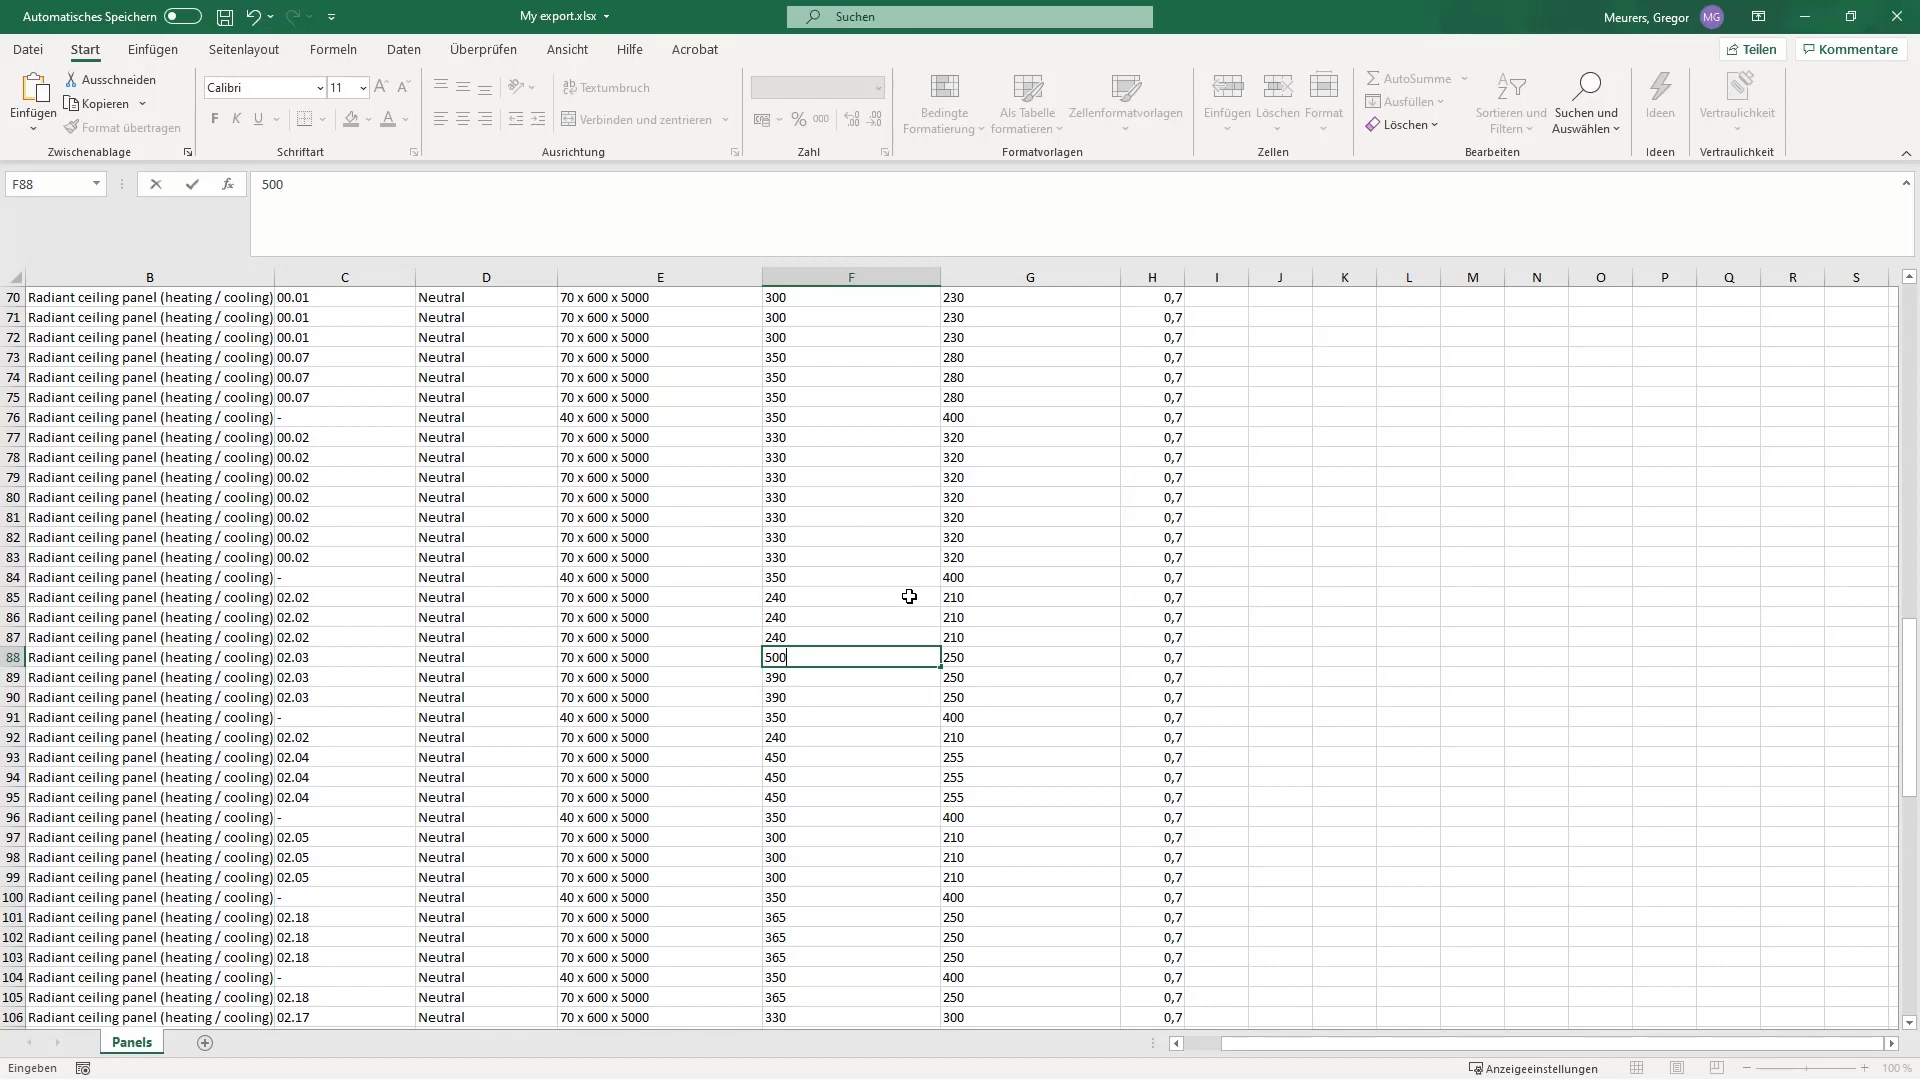 Automatisches Speichern
My export.xlsx
Suchen
Meurers, Gregor MG
Datei Start Einfügen Seitenlayout Formeln Daten Überprüfen Ansicht Hilfe Acrobat Teilen Kommentare
Einfügen
Ausschneiden
Kopieren
Format übertragen
Zwischenablage
Calibri 11
F K U
Schriftart
Textumbruch
Verbinden und zentrieren
Ausrichtung
% 000
Zahl
Bedingte Formatierung
Als Tabelle formatieren
Zellenformatvorlagen
Formatvorlagen
Einfügen Löschen Format
Zellen
AutoSumme
Ausfüllen
Löschen
Sortieren und Filtern
Suchen und Auswählen
Bearbeiten
Ideen
Ideen
Vertraulichkeit
Vertraulichkeit
F88 fx 500
B C D E F G H I J K L M N O P Q R S
70 Radiant ceiling panel (heating / cooling) 00.01 Neutral 70 x 600 x 5000 300 230 0,7
71 Radiant ceiling panel (heating / cooling) 00.01 Neutral 70 x 600 x 5000 300 230 0,7
72 Radiant ceiling panel (heating / cooling) 00.01 Neutral 70 x 600 x 5000 300 230 0,7
73 Radiant ceiling panel (heating / cooling) 00.07 Neutral 70 x 600 x 5000 350 280 0,7
74 Radiant ceiling panel (heating / cooling) 00.07 Neutral 70 x 600 x 5000 350 280 0,7
75 Radiant ceiling panel (heating / cooling) 00.07 Neutral 70 x 600 x 5000 350 280 0,7
76 Radiant ceiling panel (heating / cooling) - Neutral 40 x 600 x 5000 350 400 0,7
77 Radiant ceiling panel (heating / cooling) 00.02 Neutral 70 x 600 x 5000 330 320 0,7
78 Radiant ceiling panel (heating / cooling) 00.02 Neutral 70 x 600 x 5000 330 320 0,7
79 Radiant ceiling panel (heating / cooling) 00.02 Neutral 70 x 600 x 5000 330 320 0,7
80 Radiant ceiling panel (heating / cooling) 00.02 Neutral 70 x 600 x 5000 330 320 0,7
81 Radiant ceiling panel (heating / cooling) 00.02 Neutral 70 x 600 x 5000 330 320 0,7
82 Radiant ceiling panel (heating / cooling) 00.02 Neutral 70 x 600 x 5000 330 320 0,7
83 Radiant ceiling panel (heating / cooling) 00.02 Neutral 70 x 600 x 5000 330 320 0,7
84 Radiant ceiling panel (heating / cooling) - Neutral 40 x 600 x 5000 350 400 0,7
85 Radiant ceiling panel (heating / cooling) 02.02 Neutral 70 x 600 x 5000 240 210 0,7
86 Radiant ceiling panel (heating / cooling) 02.02 Neutral 70 x 600 x 5000 240 210 0,7
87 Radiant ceiling panel (heating / cooling) 02.02 Neutral 70 x 600 x 5000 240 210 0,7
88 Radiant ceiling panel (heating / cooling) 02.03 Neutral 70 x 600 x 5000 500 250 0,7
89 Radiant ceiling panel (heating / cooling) 02.03 Neutral 70 x 600 x 5000 390 250 0,7
90 Radiant ceiling panel (heating / cooling) 02.03 Neutral 70 x 600 x 5000 390 250 0,7
91 Radiant ceiling panel (heating / cooling) - Neutral 40 x 600 x 5000 350 400 0,7
92 Radiant ceiling panel (heating / cooling) 02.02 Neutral 70 x 600 x 5000 240 210 0,7
93 Radiant ceiling panel (heating / cooling) 02.04 Neutral 70 x 600 x 5000 450 255 0,7
94 Radiant ceiling panel (heating / cooling) 02.04 Neutral 70 x 600 x 5000 450 255 0,7
95 Radiant ceiling panel (heating / cooling) 02.04 Neutral 70 x 600 x 5000 450 255 0,7
96 Radiant ceiling panel (heating / cooling) - Neutral 40 x 600 x 5000 350 400 0,7
97 Radiant ceiling panel (heating / cooling) 02.05 Neutral 70 x 600 x 5000 300 210 0,7
98 Radiant ceiling panel (heating / cooling) 02.05 Neutral 70 x 600 x 5000 300 210 0,7
99 Radiant ceiling panel (heating / cooling) 02.05 Neutral 70 x 600 x 5000 300 210 0,7
100 Radiant ceiling panel (heating / cooling) - Neutral 40 x 600 x 5000 350 400 0,7
101 Radiant ceiling panel (heating / cooling) 02.18 Neutral 70 x 600 x 5000 365 250 0,7
102 Radiant ceiling panel (heating / cooling) 02.18 Neutral 70 x 600 x 5000 365 250 0,7
103 Radiant ceiling panel (heating / cooling) 02.18 Neutral 70 x 600 x 5000 365 250 0,7
104 Radiant ceiling panel (heating / cooling) - Neutral 40 x 600 x 5000 350 400 0,7
105 Radiant ceiling panel (heating / cooling) 02.18 Neutral 70 x 600 x 5000 365 250 0,7
106 Radiant ceiling panel (heating / cooling) 02.17 Neutral 70 x 600 x 5000 330 300 0,7
Panels
Eingeben
Anzeigeeinstellungen
100 %